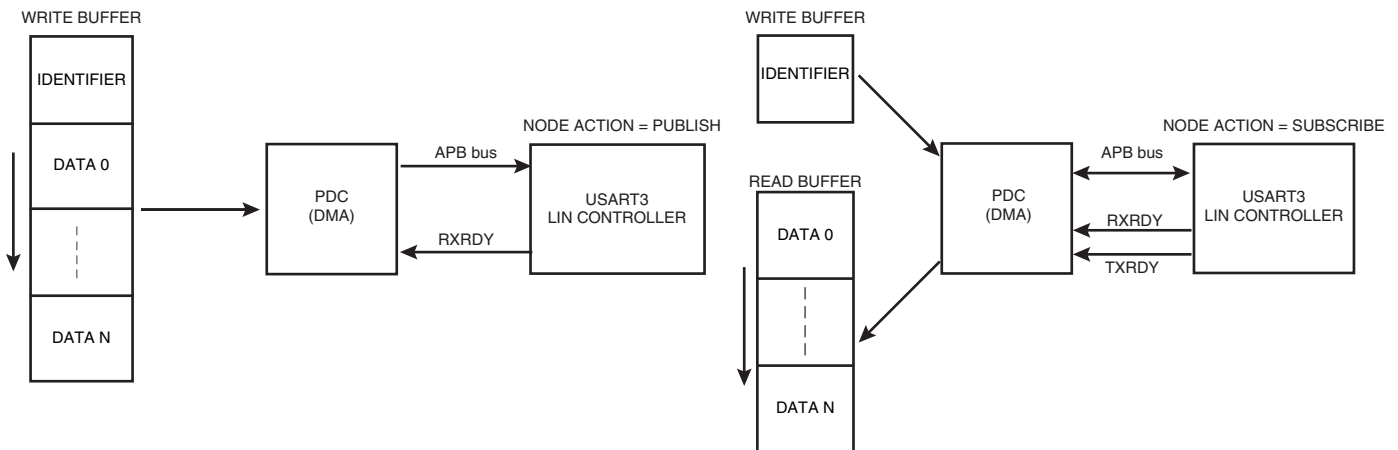 WRITE BUFFER
IDENTIFIER
DATA 0
DATA N
PDC
(DMA)
APB bus
RXRDY
NODE ACTION = PUBLISH
USART3
LIN CONTROLLER
WRITE BUFFER
IDENTIFIER
READ BUFFER
DATA 0
DATA N
PDC
(DMA)
APB bus
RXRDY
TXRDY
NODE ACTION = SUBSCRIBE
USART3
LIN CONTROLLER